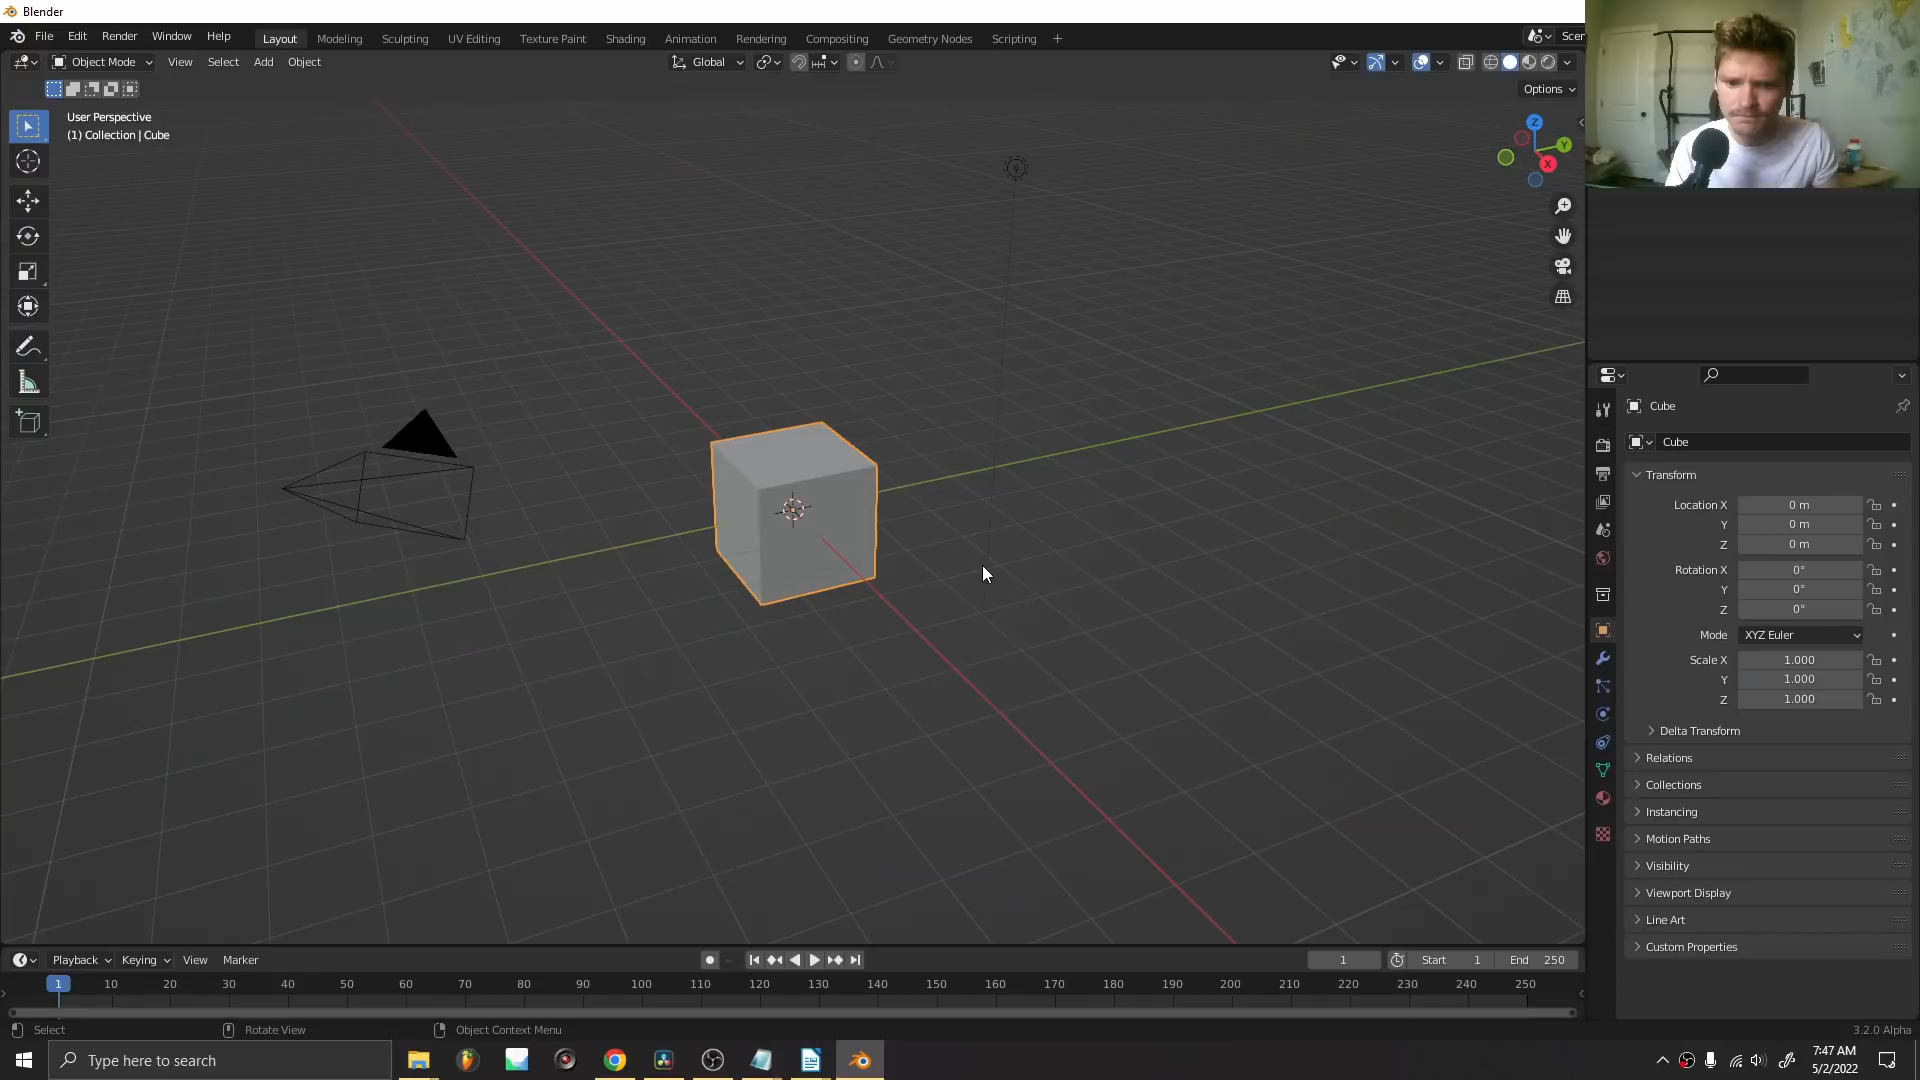 Blender
File Edit Render Window Help Layout Modeling Sculpting UV Editing Texture Paint Shading Animation Rendering Compositing Geometry Nodes Scripting Scer
Object Mode View Select Add Object Global
Options
User Perspective
(1) Collection | Cube
Z
Y
X
Cube
Cube
Transform
Location X 0 m
Y 0 m
Z 0 m
Rotation X 0°
Y 0°
Z 0°
Mode XYZ Euler
Scale X 1.000
Y 1.000
Z 1.000
Delta Transform
Relations
Collections
Instancing
Motion Paths
Visibility
Viewport Display
Line Art
Custom Properties
Playback Keying View Marker 1 Start 1 End 250
1 10 20 30 40 50 60 70 80 90 100 110 120 130 140 150 160 170 180 190 200 210 220 230 240 250
Select Rotate View Object Context Menu 3.2.0 Alpha
Type here to search
7:47 AM
5/2/2022